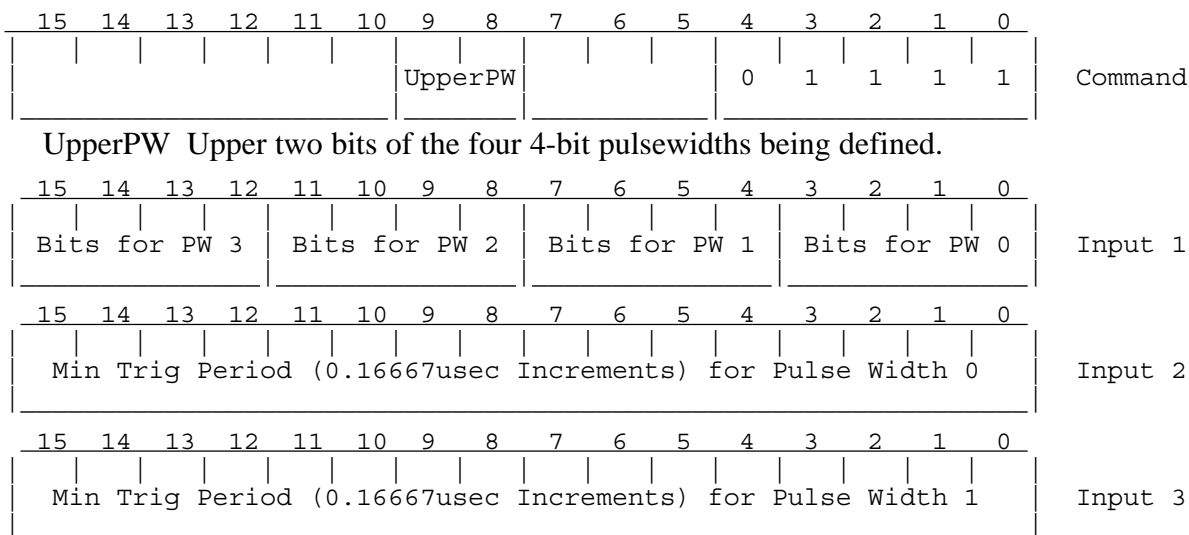 15 14 13 12 11 10 9 8 7 6 5 4 3 2 1 0
UpperPW 0 1 1 1 1 Command
UpperPW Upper two bits of the four 4-bit pulsewidths being defined.
15 14 13 12 11 10 9 8 7 6 5 4 3 2 1 0
Bits for PW 3 Bits for PW 2 Bits for PW 1 Bits for PW 0 Input 1
15 14 13 12 11 10 9 8 7 6 5 4 3 2 1 0
Min Trig Period (0.16667usec Increments) for Pulse Width 0 Input 2
15 14 13 12 11 10 9 8 7 6 5 4 3 2 1 0
Min Trig Period (0.16667usec Increments) for Pulse Width 1 Input 3